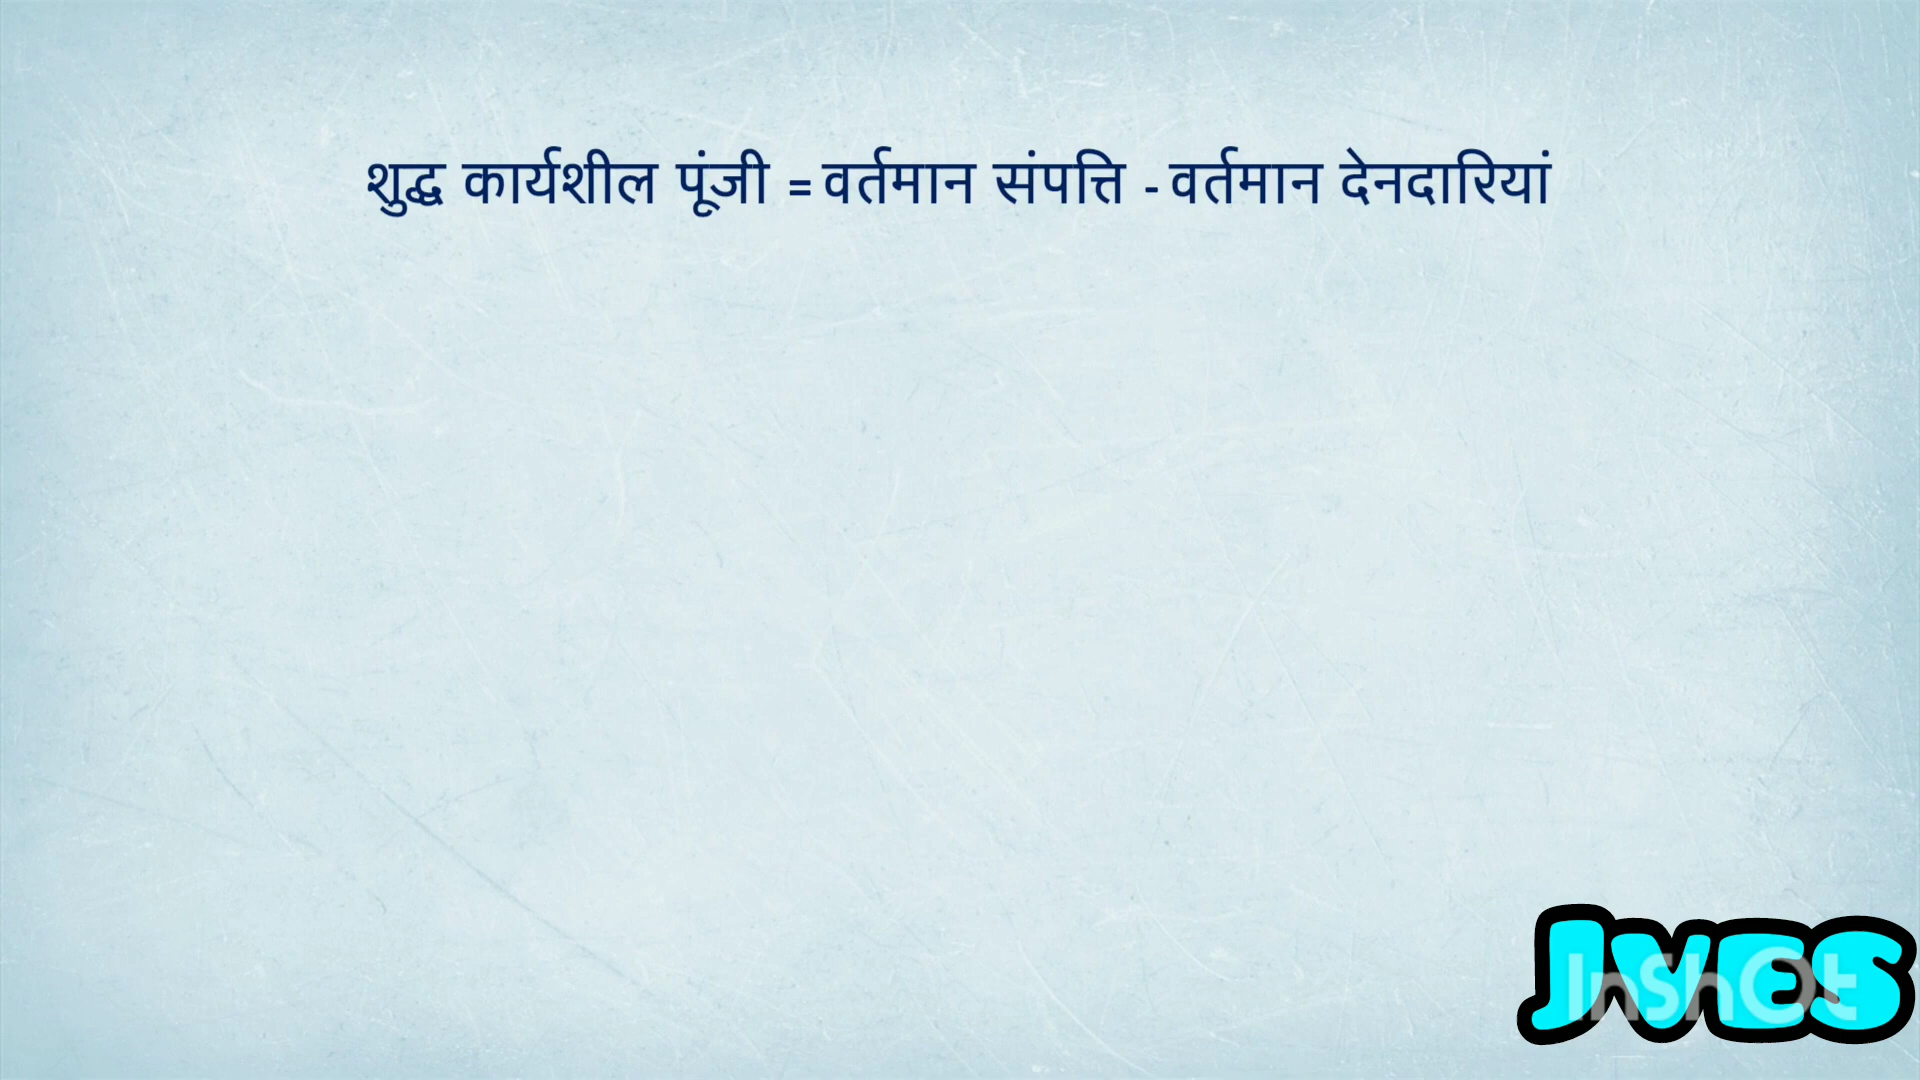 शुद्ध कार्यशील पूंजी = वर्तमान संपत्ति - वर्तमान देनदारियां
JVES
InShOt